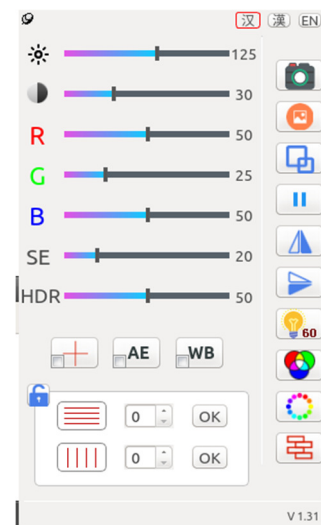 汉 漢 EN
125
30
R 50
G 25
B 50
SE 20
HDR 50
60
AE WB
0 OK
0 OK
V 1.31